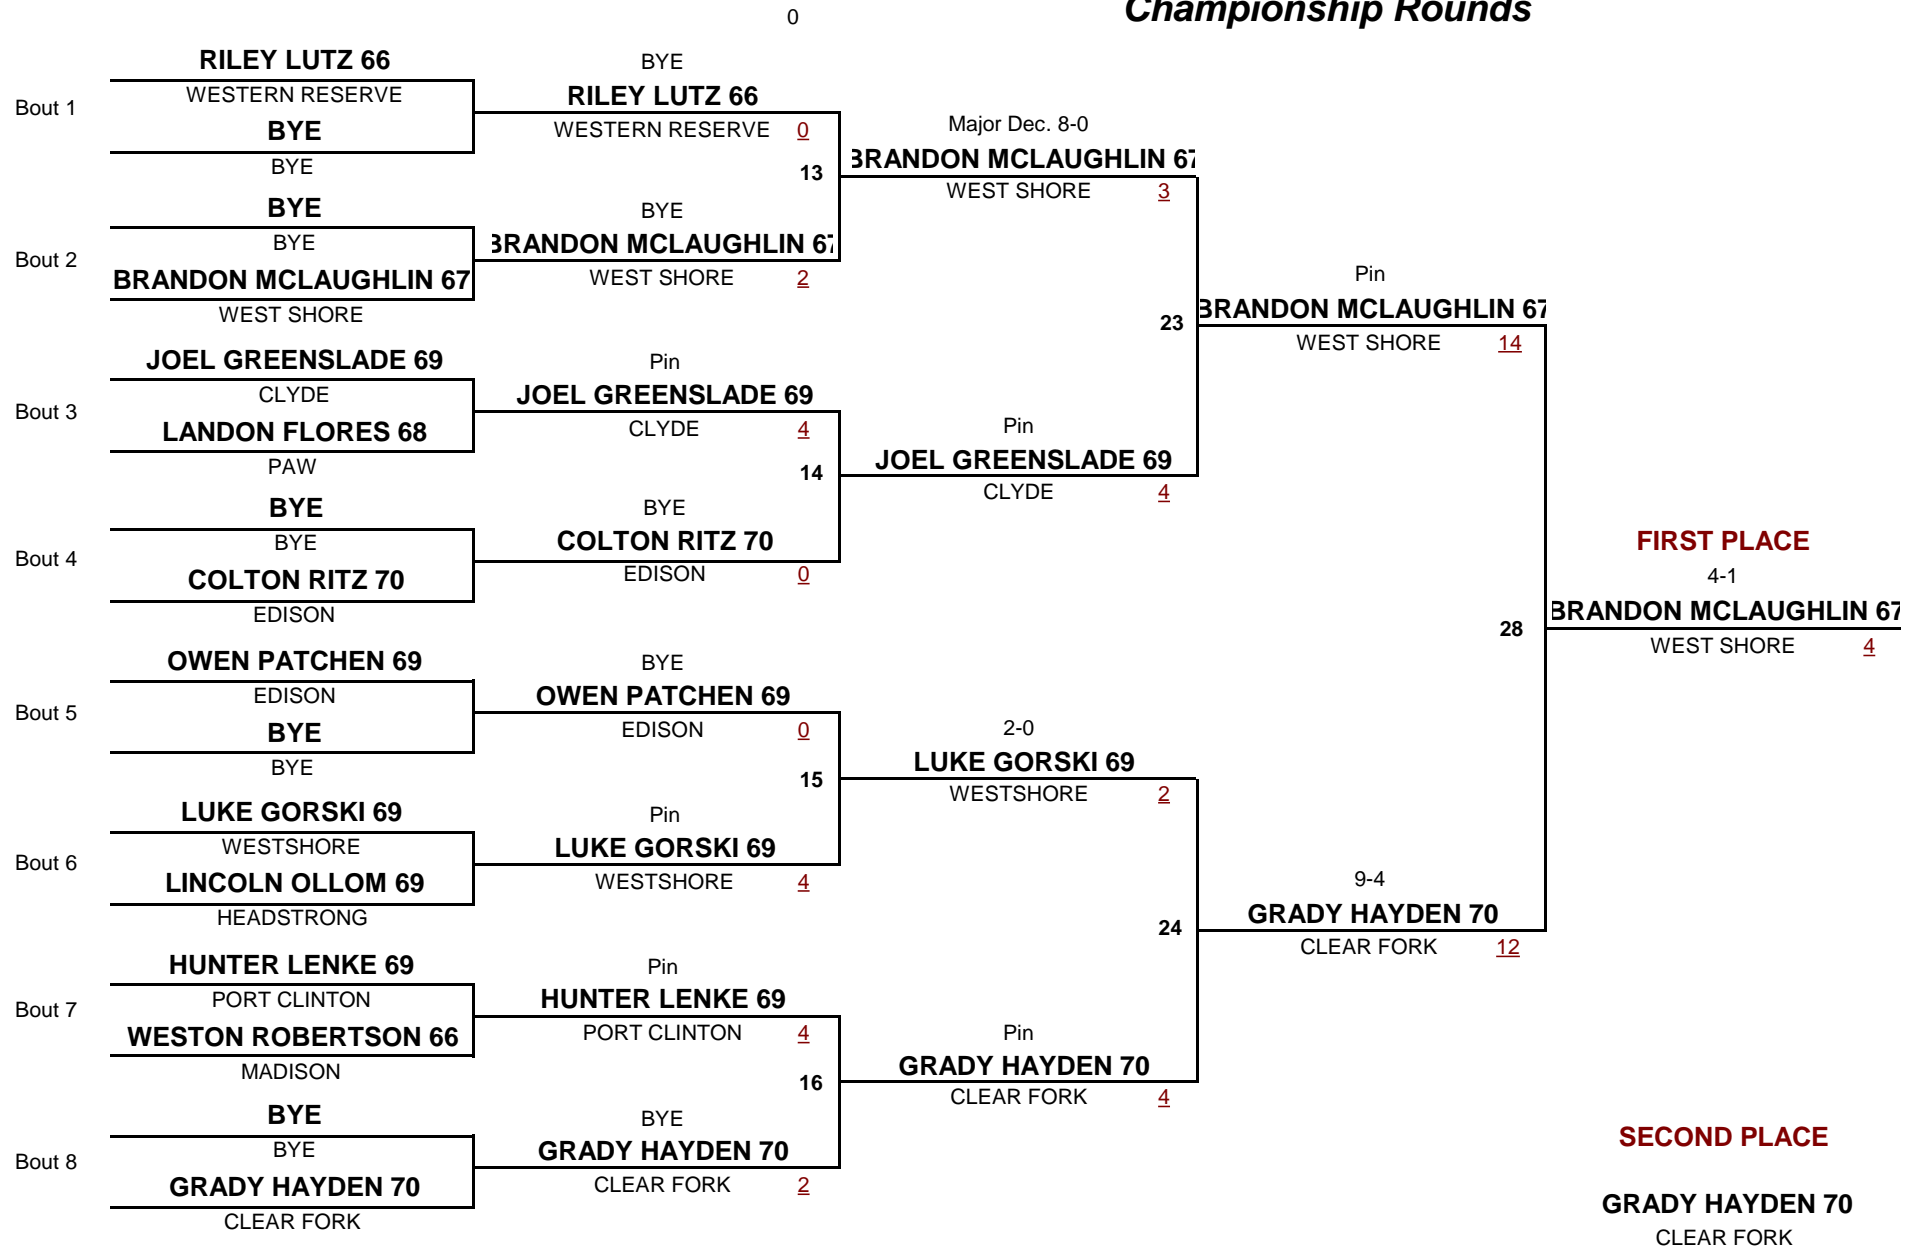 0
Championship Rounds
RILEY LUTZ 66
WESTERN RESERVE
Bout 1
BYE
BYE
BYE
BYE
Bout 2
BRANDON MCLAUGHLIN 67
WEST SHORE
JOEL GREENSLADE 69
CLYDE
Bout 3
LANDON FLORES 68
PAW
BYE
BYE
Bout 4
COLTON RITZ 70
EDISON
OWEN PATCHEN 69
EDISON
Bout 5
BYE
BYE
LUKE GORSKI 69
WESTSHORE
Bout 6
LINCOLN OLLOM 69
HEADSTRONG
HUNTER LENKE 69
PORT CLINTON
Bout 7
WESTON ROBERTSON 66
MADISON
BYE
BYE
Bout 8
GRADY HAYDEN 70
CLEAR FORK
BYE
RILEY LUTZ 66
WESTERN RESERVE 0
13
BYE
BRANDON MCLAUGHLIN 67
WEST SHORE 2
Pin
JOEL GREENSLADE 69
CLYDE 4
14
BYE
COLTON RITZ 70
EDISON 0
BYE
OWEN PATCHEN 69
EDISON 0
15
Pin
LUKE GORSKI 69
WESTSHORE 4
Pin
HUNTER LENKE 69
PORT CLINTON 4
16
BYE
GRADY HAYDEN 70
CLEAR FORK 2
Major Dec. 8-0
BRANDON MCLAUGHLIN 67
WEST SHORE 3
23
Pin
JOEL GREENSLADE 69
CLYDE 4
2-0
LUKE GORSKI 69
WESTSHORE 2
24
Pin
GRADY HAYDEN 70
CLEAR FORK 4
Pin
BRANDON MCLAUGHLIN 67
WEST SHORE 14
28
9-4
GRADY HAYDEN 70
CLEAR FORK 12
FIRST PLACE
4-1
BRANDON MCLAUGHLIN 67
WEST SHORE 4
SECOND PLACE
GRADY HAYDEN 70
CLEAR FORK